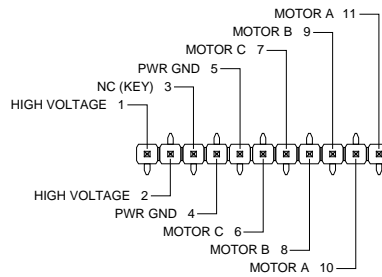 MOTOR A 11
MOTOR B 9
MOTOR C 7
PWR GND 5
NC (KEY) 3
HIGH VOLTAGE 1
HIGH VOLTAGE 2
PWR GND 4
MOTOR C 6
MOTOR B 8
MOTOR A 10